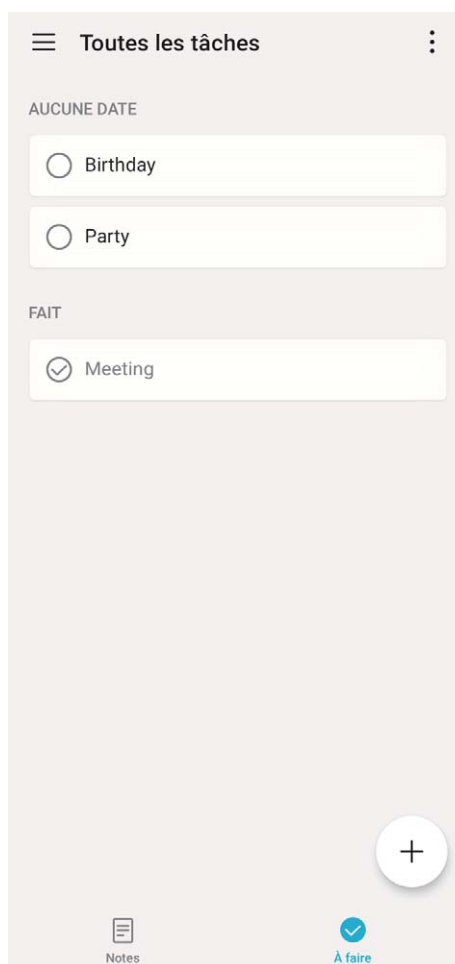 Toutes les tâches
AUCUNE DATE
Birthday
Party
FAIT
Meeting
Notes
À faire